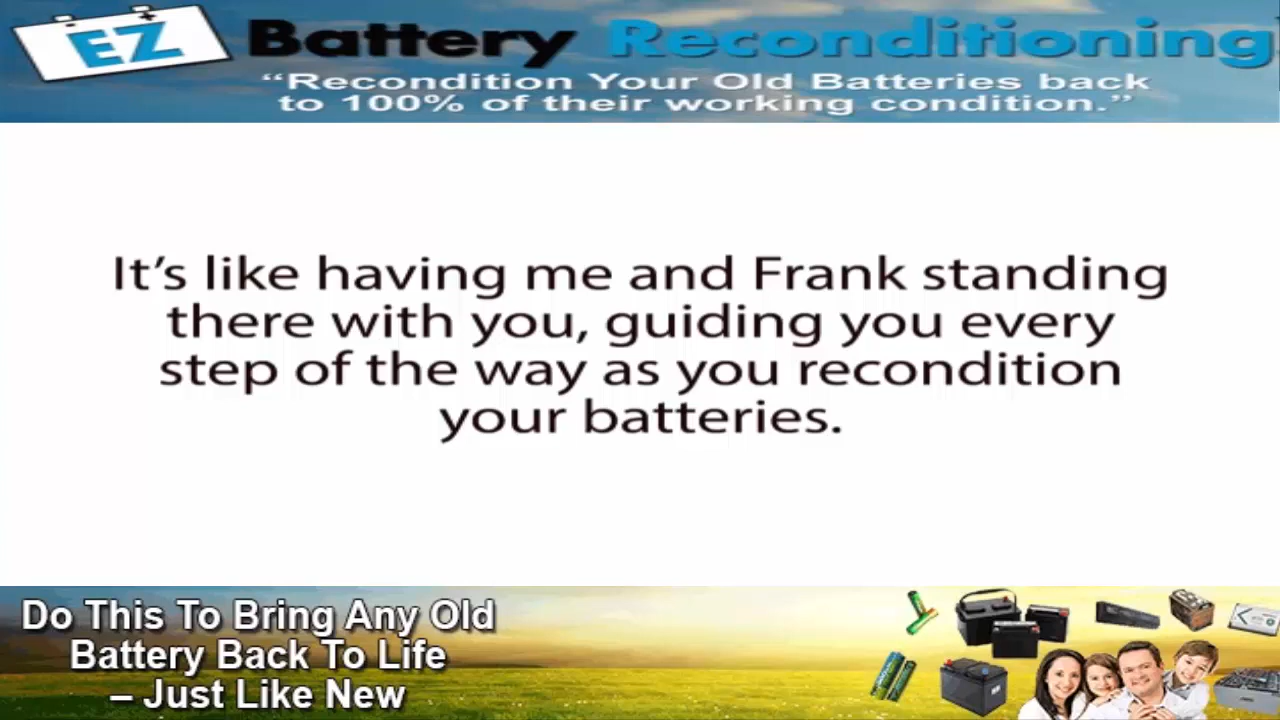 EZ Battery Reconditioning
“Recondition Your Old Batteries back
to 100% of their working condition.”
It’s like having me and Frank standing
there with you, guiding you every
step of the way as you recondition
your batteries.
Do This To Bring Any Old
Battery Back To Life
– Just Like New